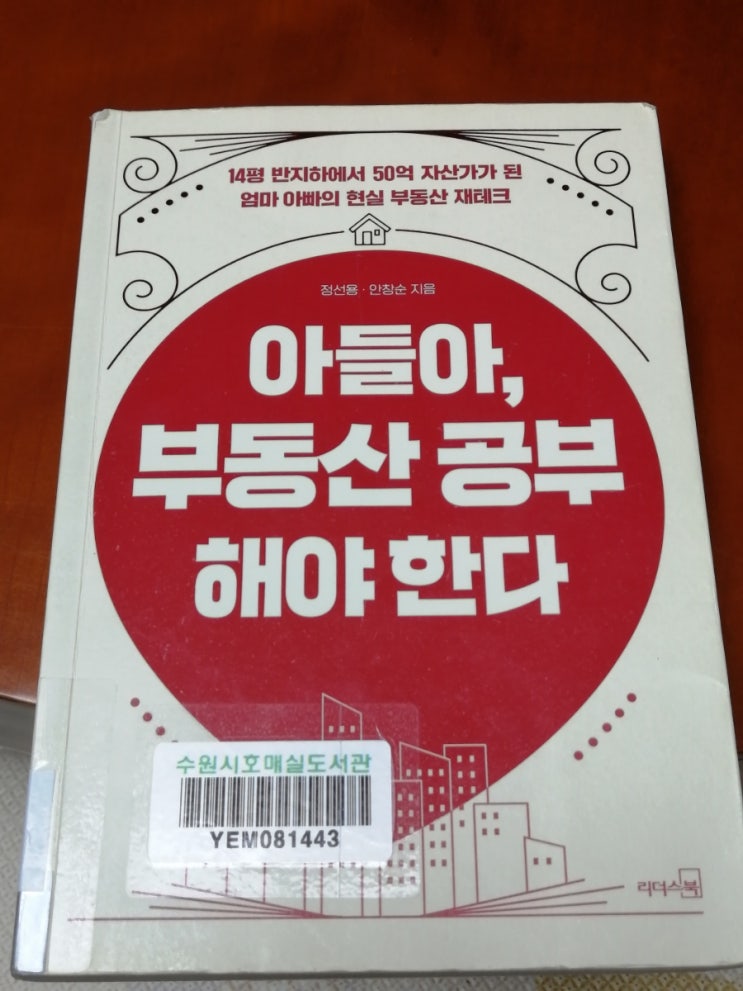 14평 반지하에서 50억 자산가가 된
엄마 아빠의 현실 부동산 재테크
정선용 · 안창순 지음
아들아,
부동산 공부
해야 한다
수원시호매실도서관
YEM081443
리더스북